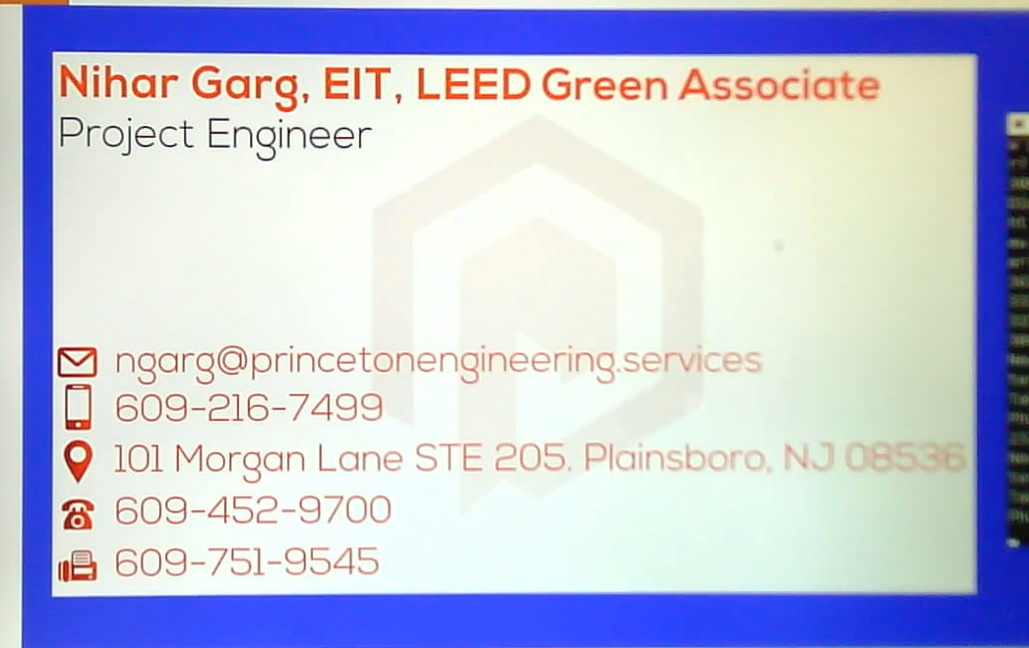 Nihar Garg, EIT, LEED Green Associate
Project Engineer
ngarg@princetonengineering.services
609-216-7499
101 Morgan Lane STE 205. Plainsboro, NJ 08536
609-452-9700
609-751-9545